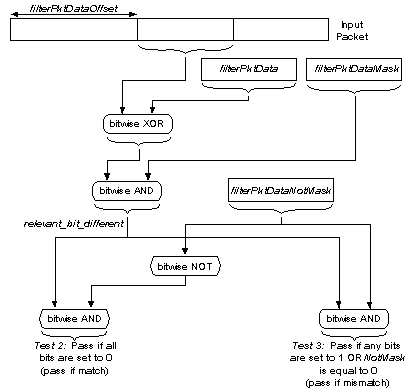 filterPktDataOffset
Input
Packet
filterPktData
filterPktDataMask
bitwise XOR
bitwise AND
filterPktDataNotMask
relevant_bit_different
bitwise NOT
bitwise AND
bitwise AND
Test 2: Pass if all
bits are set to 0
(pass if match)
Test 3: Pass if any bits
are set to 1 OR NotMask
is equal to 0
(pass if mismatch)